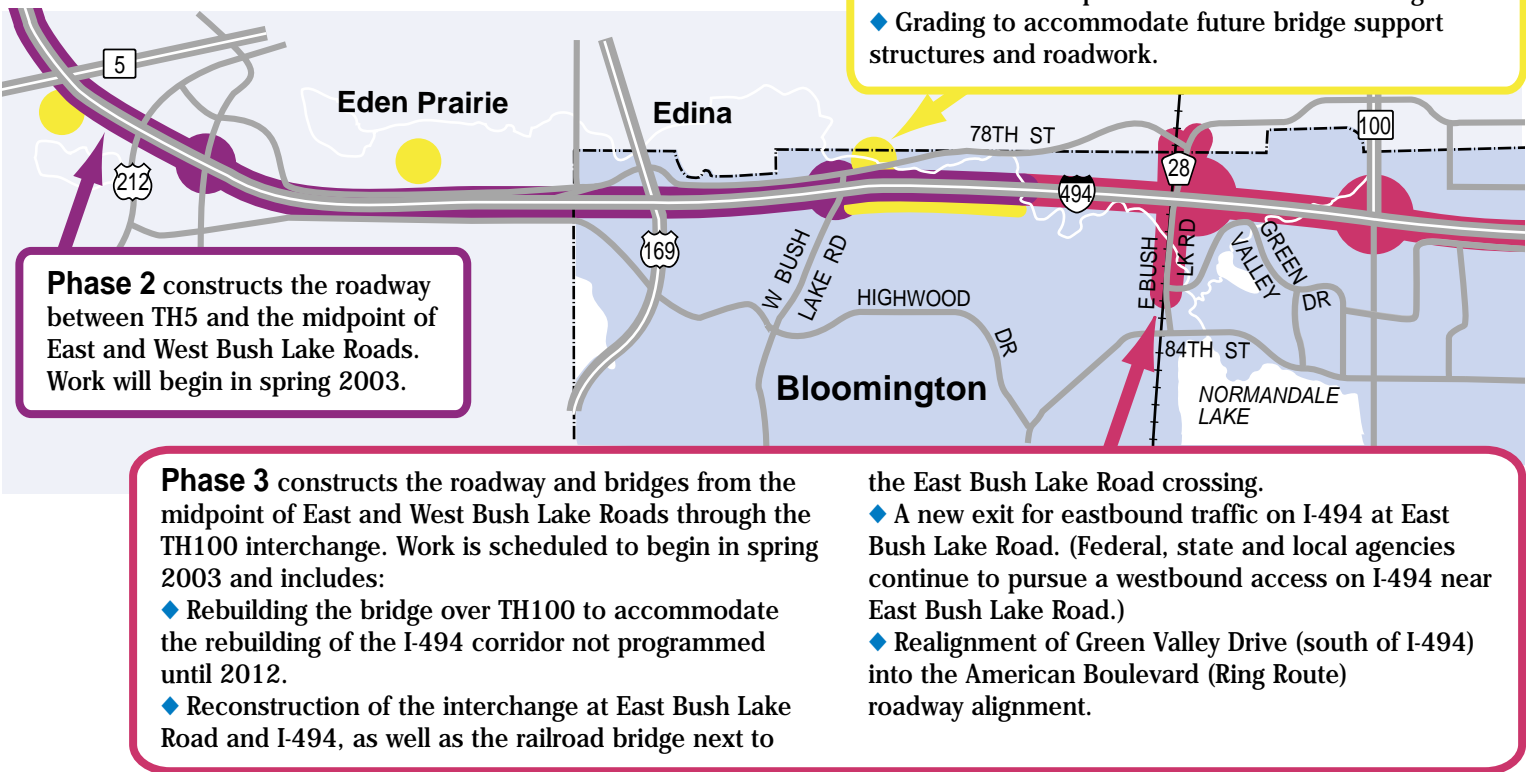 ◆ Grading to accommodate future bridge support
structures and roadwork.
5
Eden Prairie
Edina
78TH ST
100
28
212
494
169
W BUSH
LAKE RD
HIGHWOOD
DR
E BUSH
LK RD
GREEN
VALLEY
DR
84TH ST
Bloomington
NORMANDALE
LAKE
Phase 2 constructs the roadway
between TH5 and the midpoint of
East and West Bush Lake Roads.
Work will begin in spring 2003.
Phase 3 constructs the roadway and bridges from the
midpoint of East and West Bush Lake Roads through the
TH100 interchange. Work is scheduled to begin in spring
2003 and includes:
◆ Rebuilding the bridge over TH100 to accommodate
the rebuilding of the I-494 corridor not programmed
until 2012.
◆ Reconstruction of the interchange at East Bush Lake
Road and I-494, as well as the railroad bridge next to
the East Bush Lake Road crossing.
◆ A new exit for eastbound traffic on I-494 at East
Bush Lake Road. (Federal, state and local agencies
continue to pursue a westbound access on I-494 near
East Bush Lake Road.)
◆ Realignment of Green Valley Drive (south of I-494)
into the American Boulevard (Ring Route)
roadway alignment.